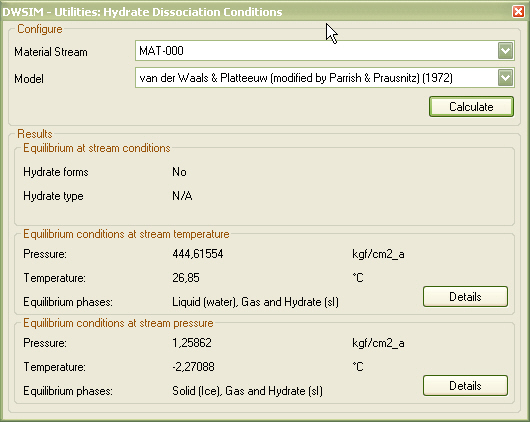 DWSIM - Utilities: Hydrate Dissociation Conditions
Configure
Material Stream MAT-000
Model van der Waals & Platteeuw (modified by Parrish & Prausnitz) (1972)
Calculate
Results
Equilibrium at stream conditions
Hydrate forms No
Hydrate type N/A
Equilibrium conditions at stream temperature
Pressure: 444,61554 kgf/cm2_a
Temperature: 26,85 °C
Equilibrium phases: Liquid (water), Gas and Hydrate (sI)
Details
Equilibrium conditions at stream pressure
Pressure: 1,25862 kgf/cm2_a
Temperature: -2,27088 °C
Equilibrium phases: Solid (Ice), Gas and Hydrate (sI)
Details